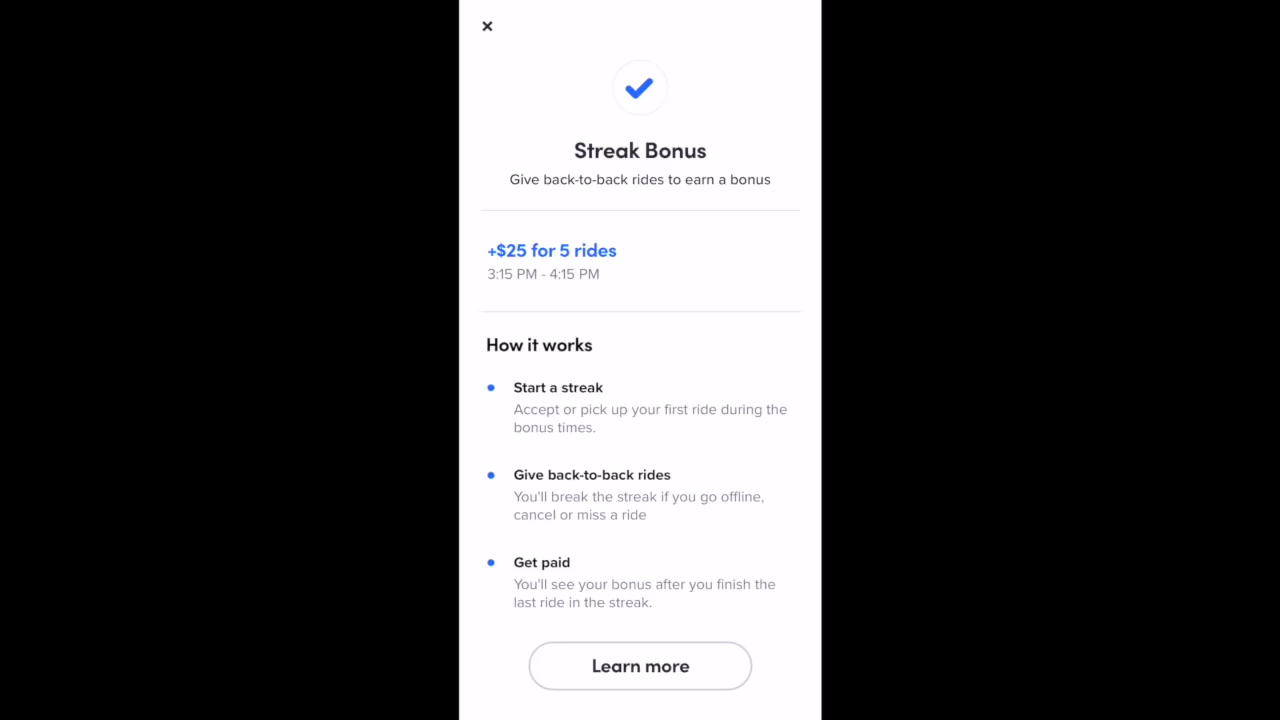 ×
Streak Bonus
Give back-to-back rides to earn a bonus
+$25 for 5 rides
3:15 PM - 4:15 PM
How it works
Start a streak
Accept or pick up your first ride during the
bonus times.
Give back-to-back rides
You'll break the streak if you go offline,
cancel or miss a ride
Get paid
You'll see your bonus after you finish the
last ride in the streak.
Learn more